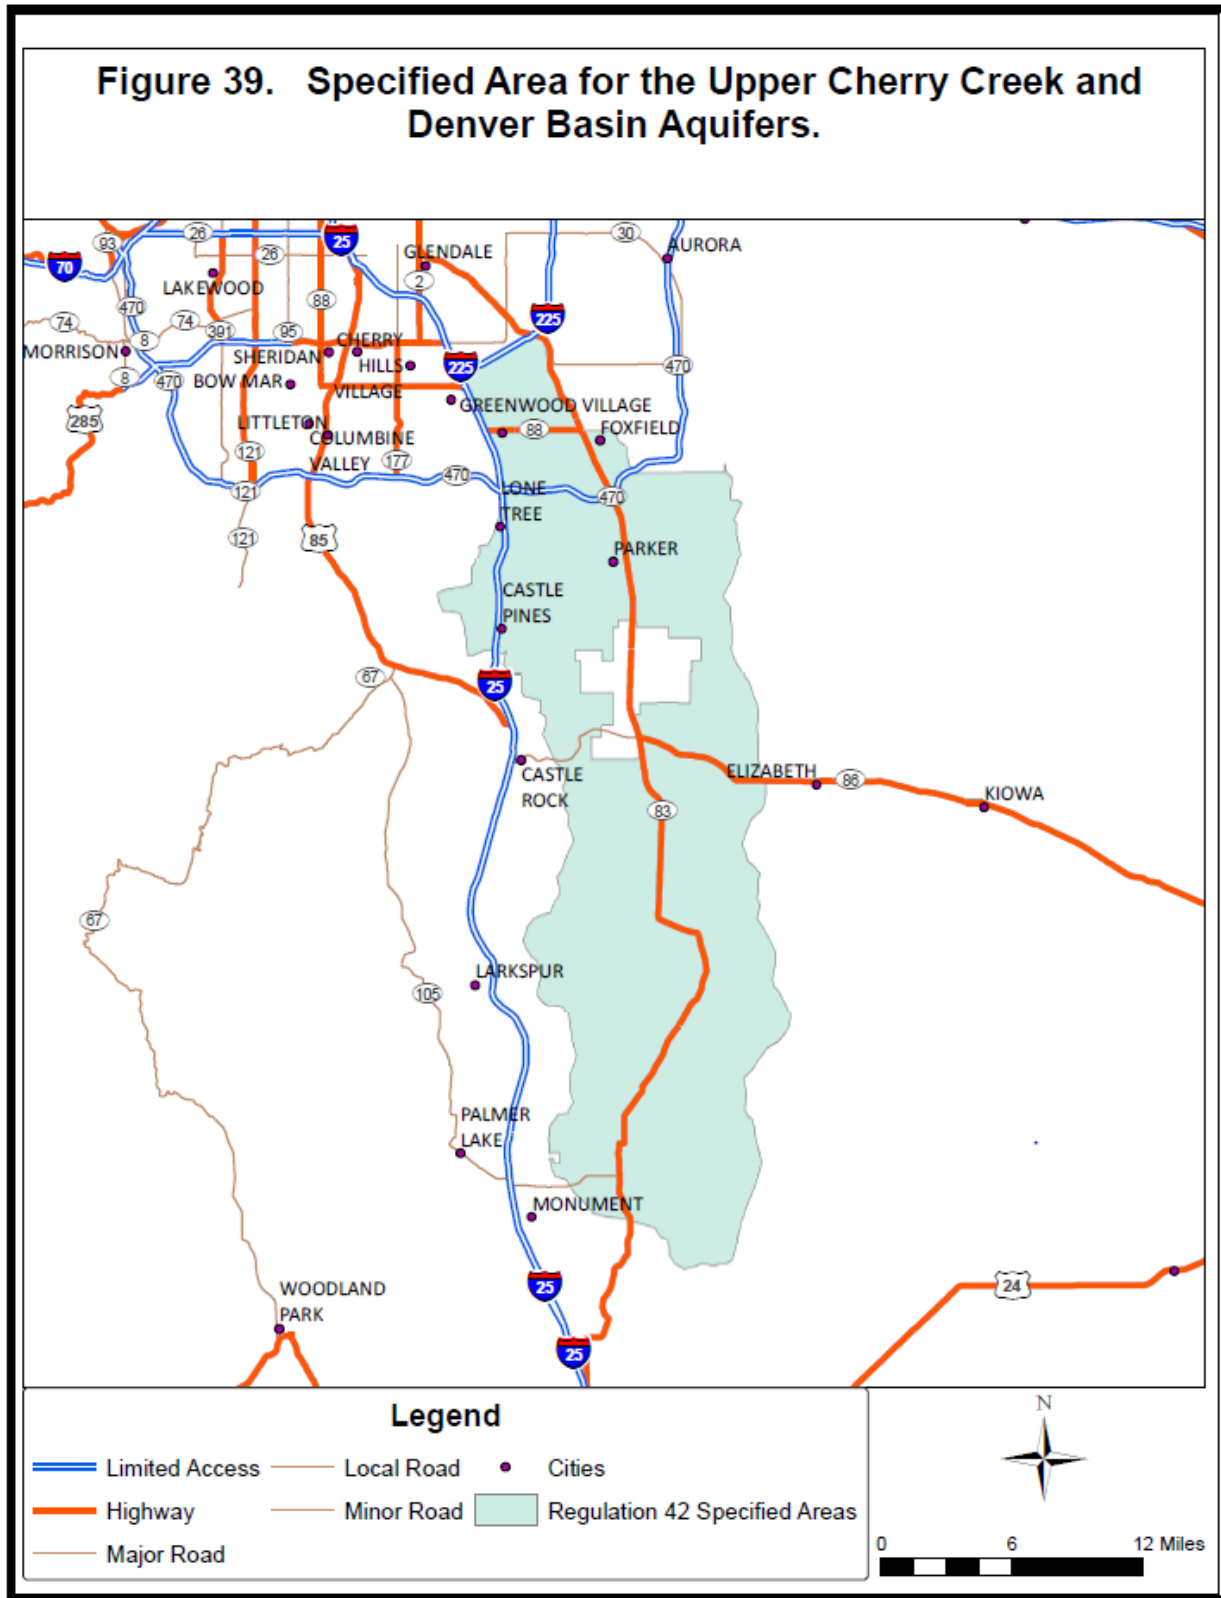 Figure 39. Specified Area for the Upper Cherry Creek and
Denver Basin Aquifers.
93
26
26
25
GLENDALE
30
AURORA
70
LAKEWOOD
2
88
470
74
74
8
391
95
225
MORRISON
SHERIDAN
CHERRY
HILLS
VILLAGE
225
470
8
470
BOW MAR
GREENWOOD VILLAGE
285
LITTLETON
COLUMBINE
VALLEY
88
FOXFIELD
121
177
470
121
LONE
TREE
470
121
85
PARKER
CASTLE
PINES
67
25
CASTLE
ROCK
ELIZABETH
86
KIOWA
83
67
LARKSPUR
105
PALMER
LAKE
MONUMENT
25
24
WOODLAND
PARK
25
Legend
Limited Access
Local Road
Cities
Highway
Minor Road
Regulation 42 Specified Areas
Major Road
N
0 6 12 Miles